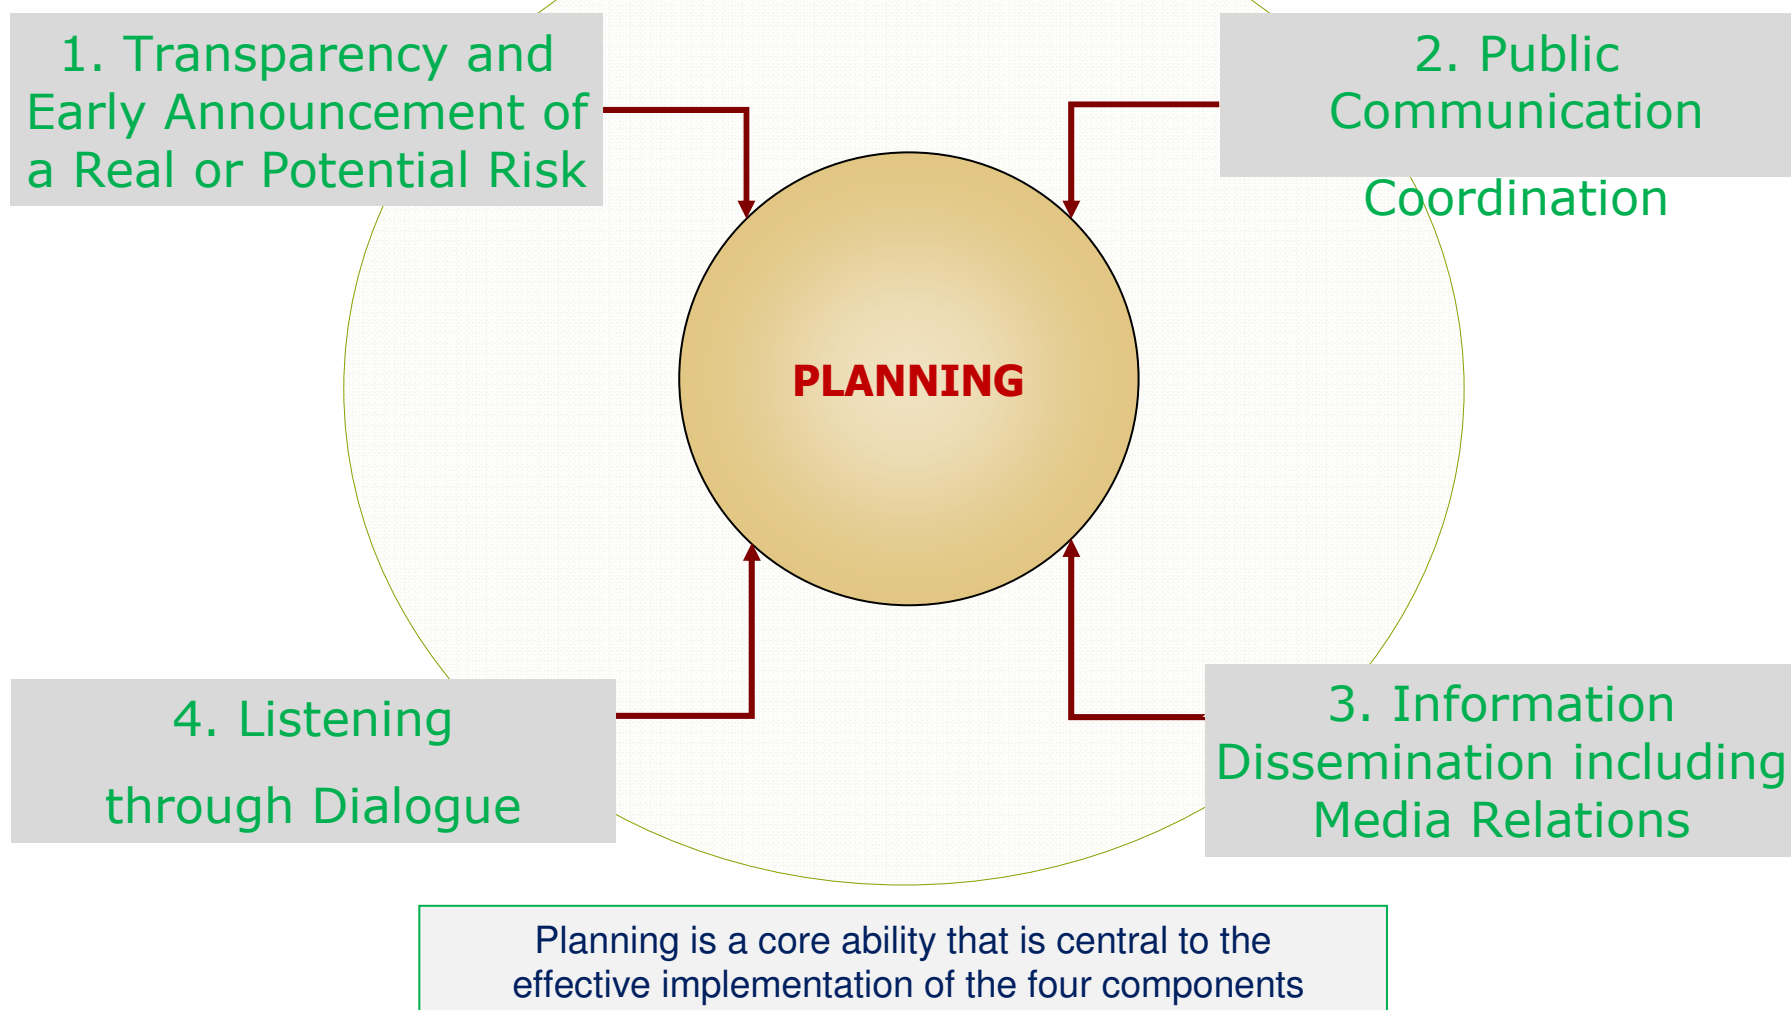 1. Transparency and
Early Announcement of
a Real or Potential Risk
2. Public
Communication
Coordination
PLANNING
4. Listening
through Dialogue
3. Information
Dissemination including
Media Relations
Planning is a core ability that is central to the
effective implementation of the four components